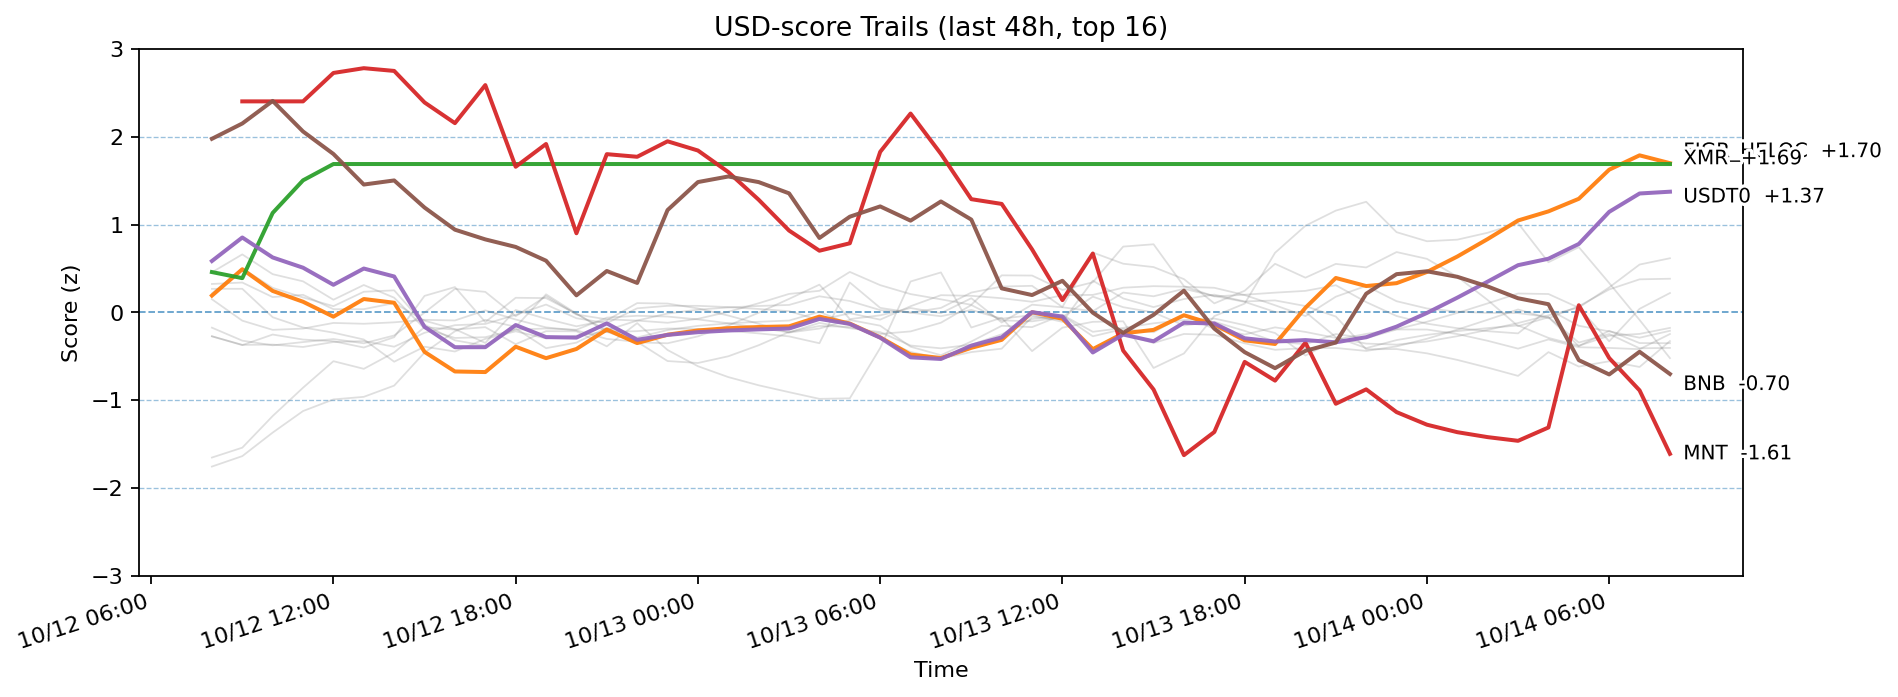 USD-score Trails (last 48h, top 16)
Score (z)
3
2
1
0
−1
−2
−3
+1.70
XMR +1.69
USDT0 +1.37
BNB -0.70
MNT -1.61
10/12 06:00
10/12 12:00
10/12 18:00
10/13 00:00
10/13 06:00
10/13 12:00
10/13 18:00
10/14 00:00
10/14 06:00
Time